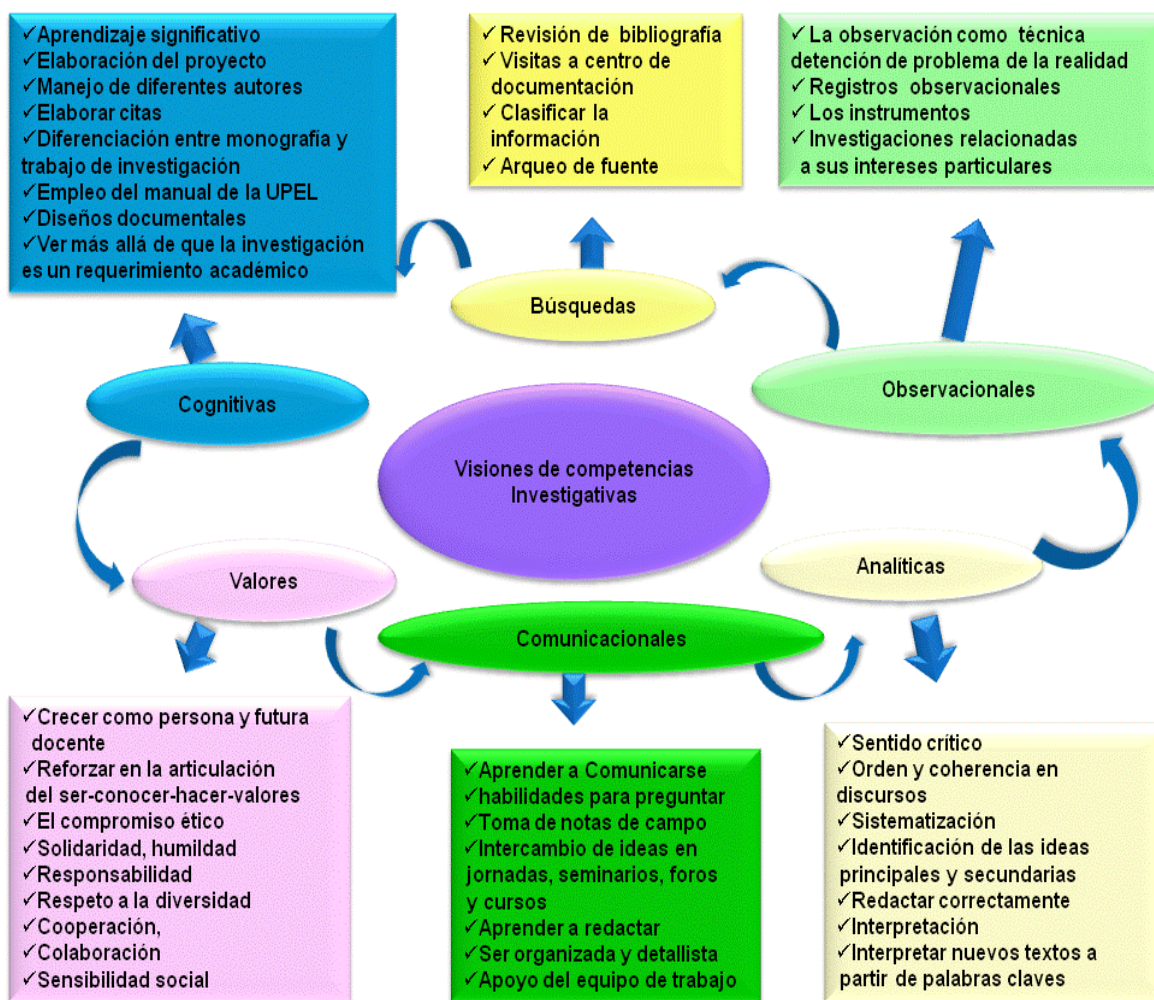 ✓Aprendizaje significativo
✓Elaboración del proyecto
✓Manejo de diferentes autores
✓Elaborar citas
✓Diferenciación entre monografía y
trabajo de investigación
✓Empleo del manual de la UPEL
✓Diseños documentales
✓Ver más allá de que la investigación
es un requerimiento académico
✓Revisión de bibliografía
✓Visitas a centro de
documentación
✓Clasificar la
información
✓Arqueo de fuente
✓La observación como técnica
detención de problema de la realidad
✓Registros observacionales
✓Los instrumentos
✓Investigaciones relacionadas
a sus intereses particulares
Búsquedas
Cognitivas
Observacionales
Visiones de competencias
Investigativas
Valores
Analíticas
Comunicacionales
✓Crecer como persona y futura
docente
✓Reforzar en la articulación
del ser-conocer-hacer-valores
✓El compromiso ético
✓Solidaridad, humildad
✓Responsabilidad
✓Respeto a la diversidad
✓Cooperación,
✓Colaboración
✓Sensibilidad social
✓Aprender a Comunicarse
✓habilidades para preguntar
✓Toma de notas de campo
✓Intercambio de ideas en
jornadas, seminarios, foros
y cursos
✓Aprender a redactar
✓Ser organizada y detallista
✓Apoyo del equipo de trabajo
✓Sentido crítico
✓Orden y coherencia en
discursos
✓Sistematización
✓Identificación de las ideas
principales y secundarias
✓Redactar correctamente
✓Interpretación
✓Interpretar nuevos textos a
partir de palabras claves